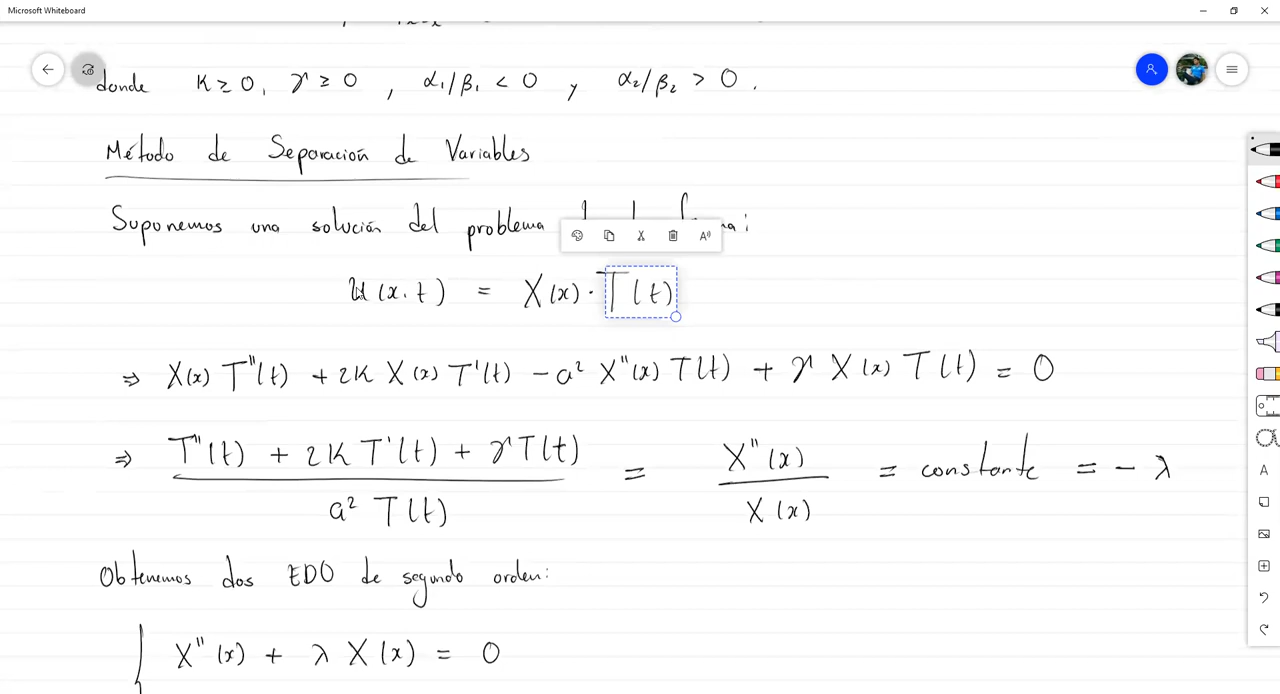 Microsoft Whiteboard
donde K ≥ 0, γ ≥ 0, α₁/β₁ < 0 y α₂/β₂ > 0.
Método de Separación de Variables
Suponemos una solución del problema
u(x,t) = X(x)·T(t)
⇒ X(x) T''(t) + 2K X(x) T'(t) - a² X''(x) T(t) + γ X(x) T(t) = 0
⇒ (T''(t) + 2K T'(t) + γ T(t)) / (a² T(t)) = X''(x) / X(x) = constante = - λ
Obtenemos dos EDO de segundo orden:
X''(x) + λ X(x) = 0